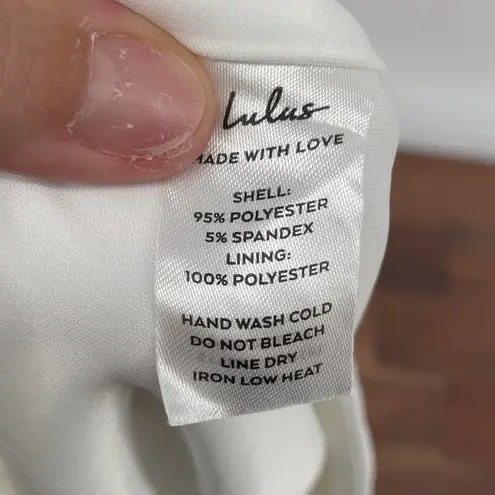 Lulus
MADE WITH LOVE
SHELL:
95% POLYESTER
5% SPANDEX
LINING:
100% POLYESTER
HAND WASH COLD
DO NOT BLEACH
LINE DRY
IRON LOW HEAT